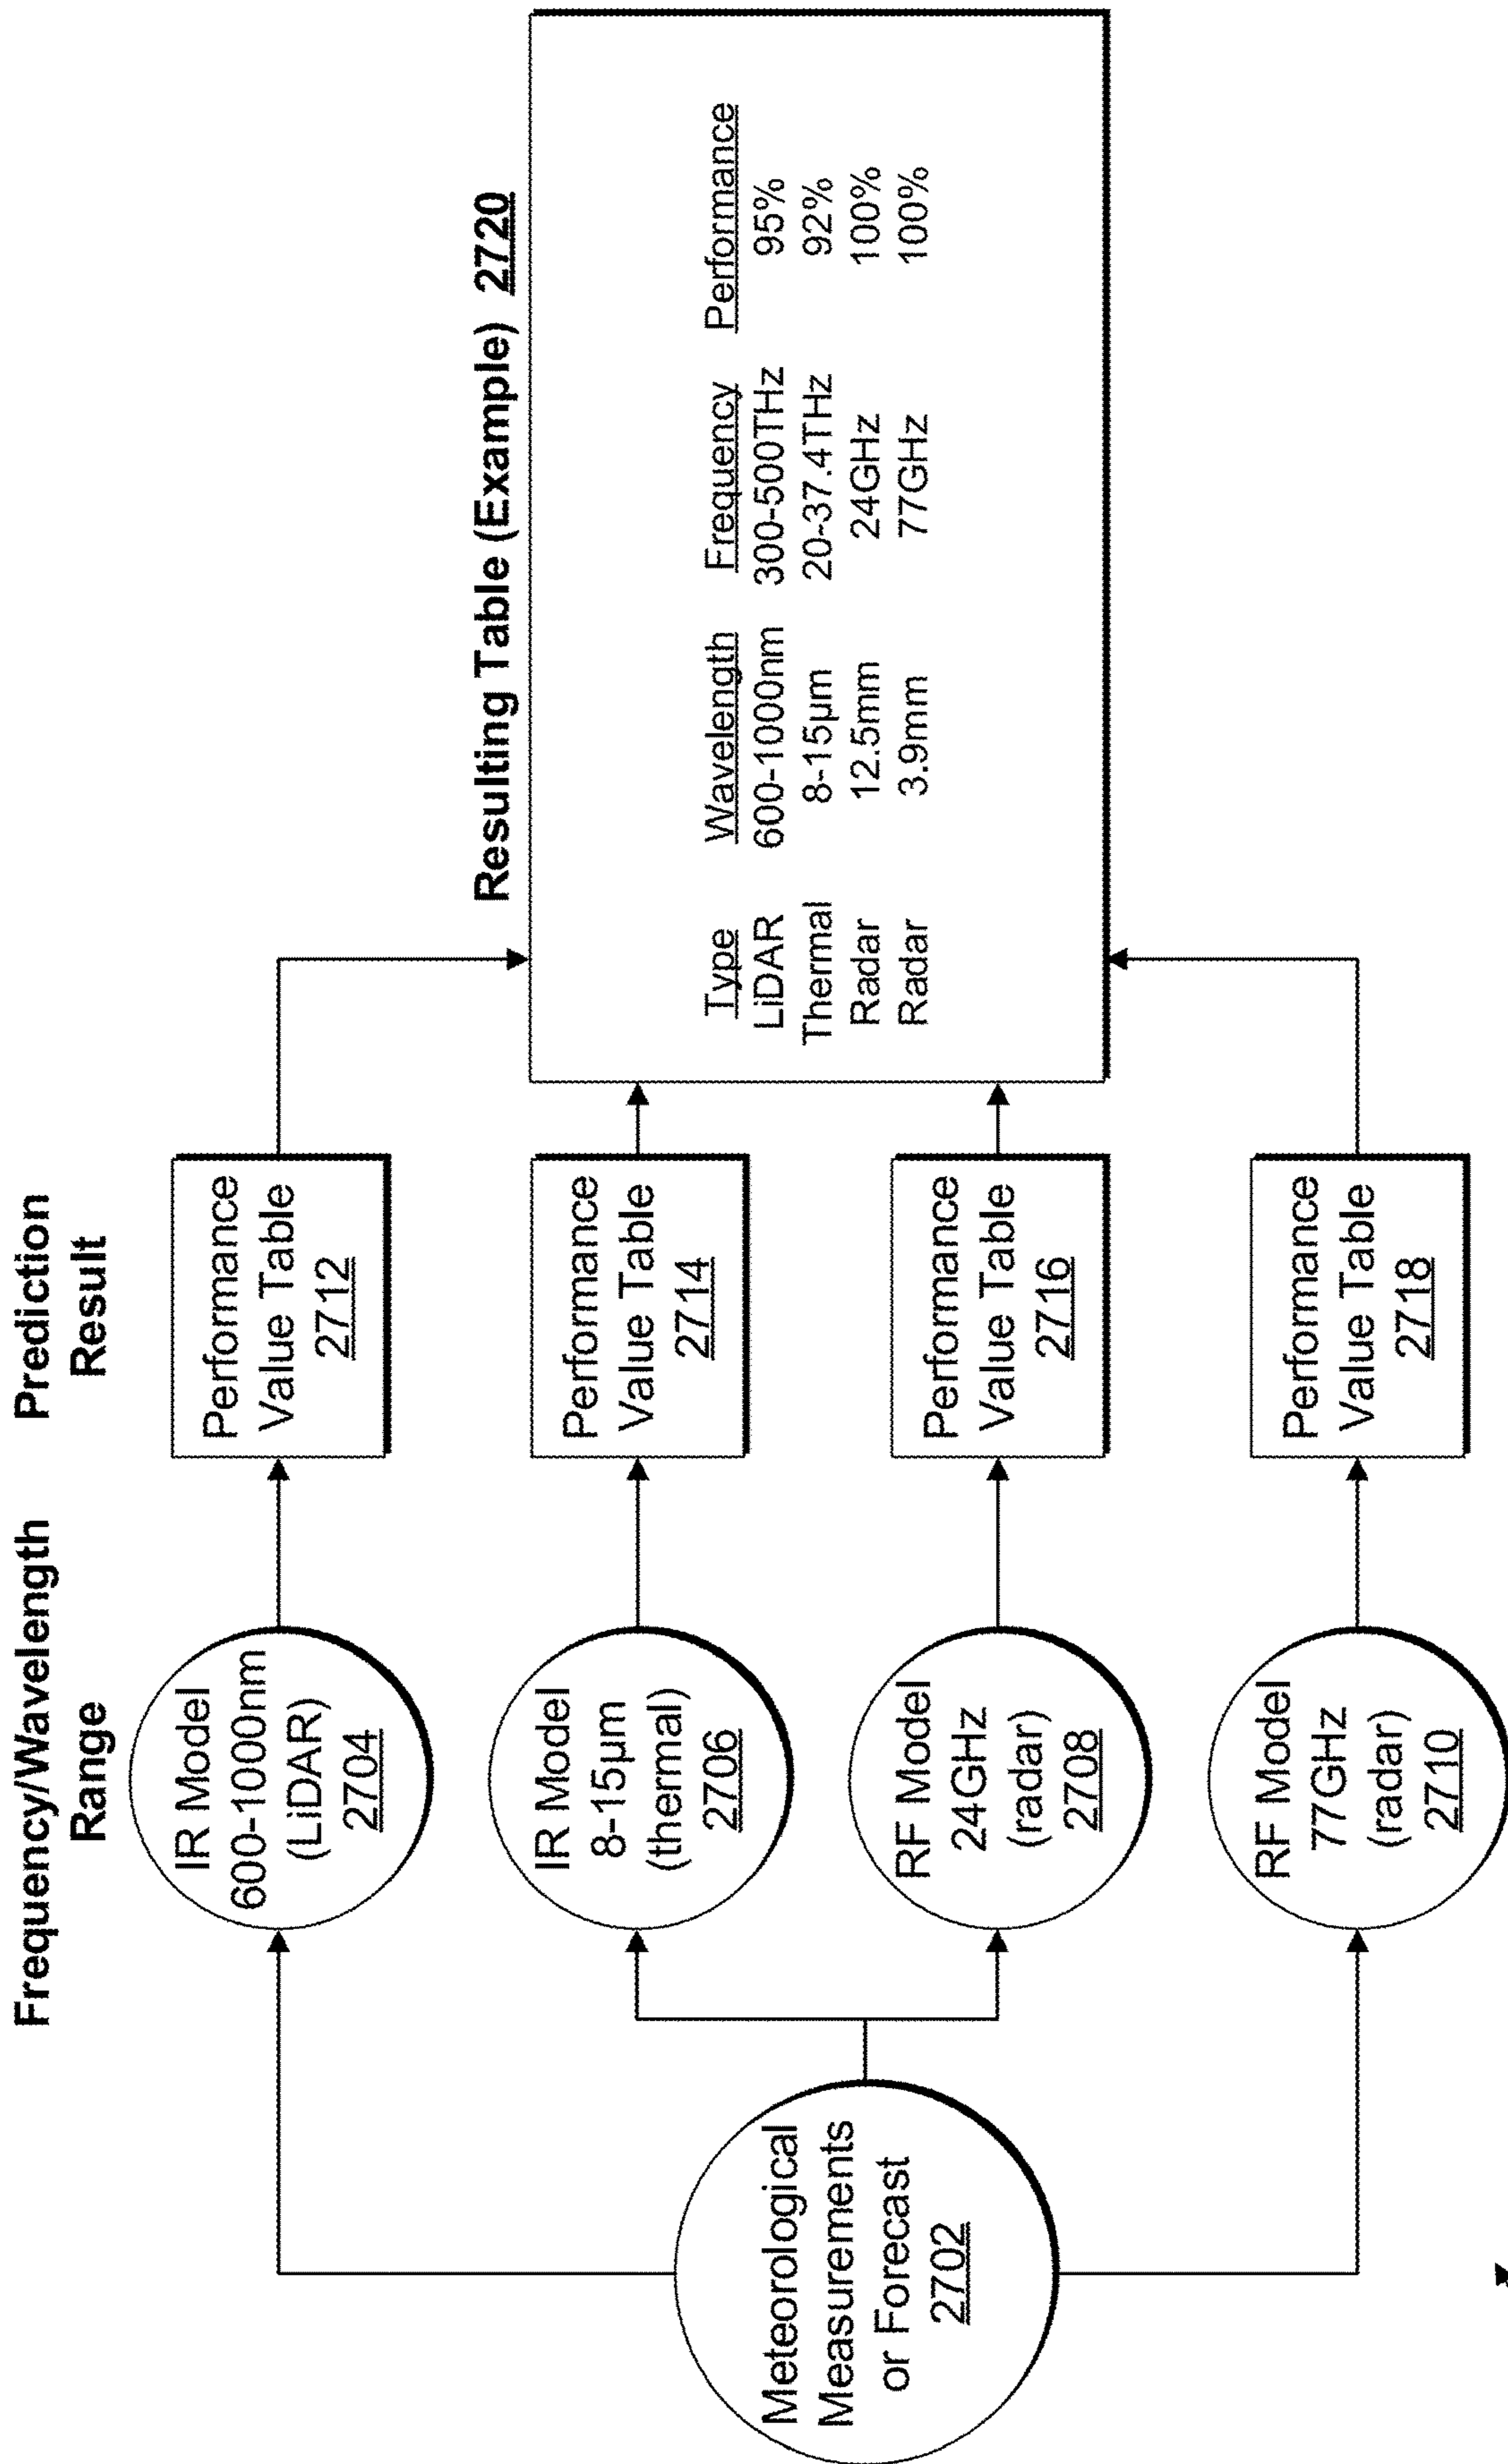 Frequency/Wavelength
Range
Prediction
Result
Meteorological
Measurements
or Forecast
2702
IR Model
600-1000nm
(LiDAR)
2704
IR Model
8-15µm
(thermal)
2706
RF Model
24GHz
(radar)
2708
RF Model
77GHz
(radar)
2710
Performance
Value Table
2712
Performance
Value Table
2714
Performance
Value Table
2716
Performance
Value Table
2718
Resulting Table (Example) 2720
Type Wavelength Frequency Performance
LiDAR 600-1000nm 300-500THz 95%
Thermal 8-15µm 20-37.4THz 92%
Radar 12.5mm 24GHz 100%
Radar 3.9mm 77GHz 100%